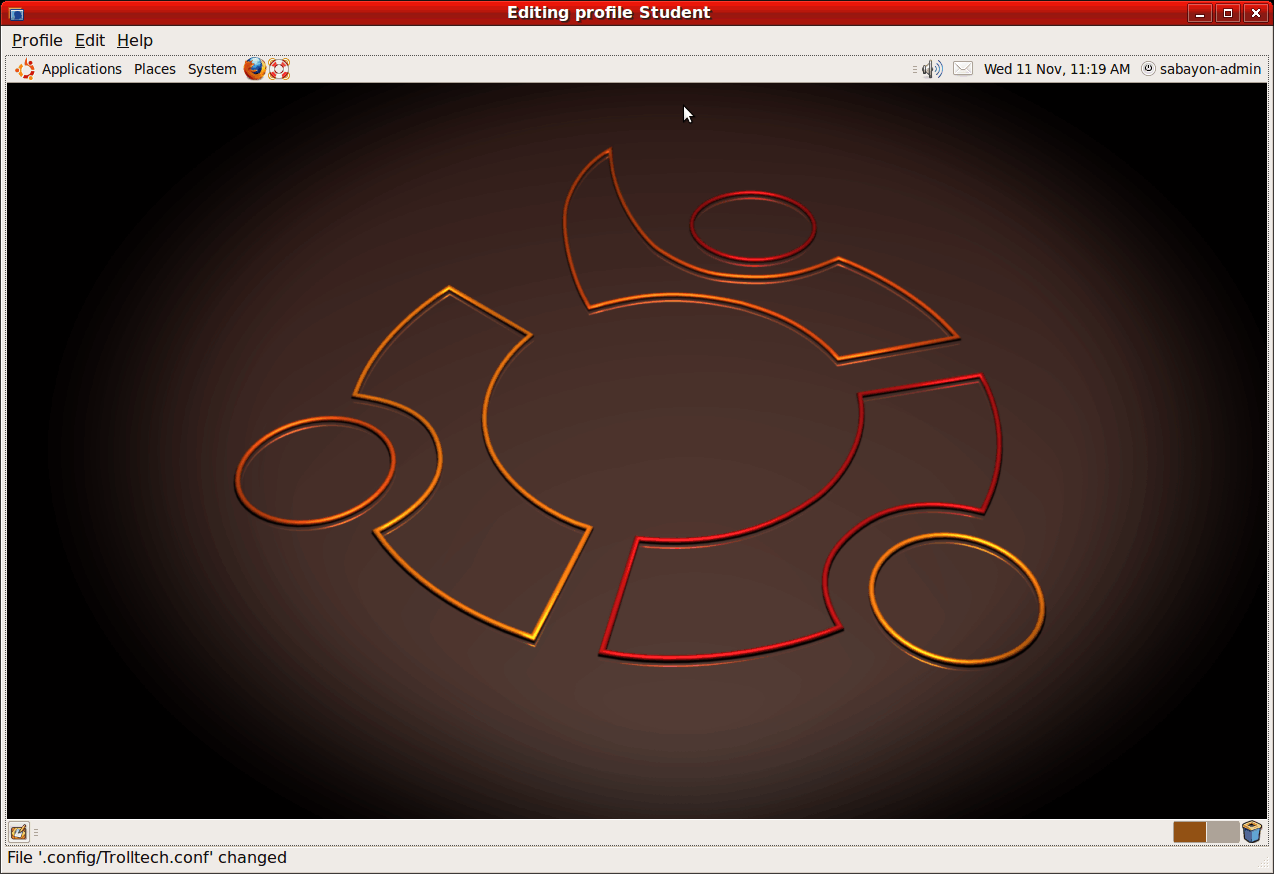 Editing profile Student
Profile Edit Help
Applications Places System Wed 11 Nov, 11:19 AM sabayon-admin
File '.config/Trolltech.conf' changed